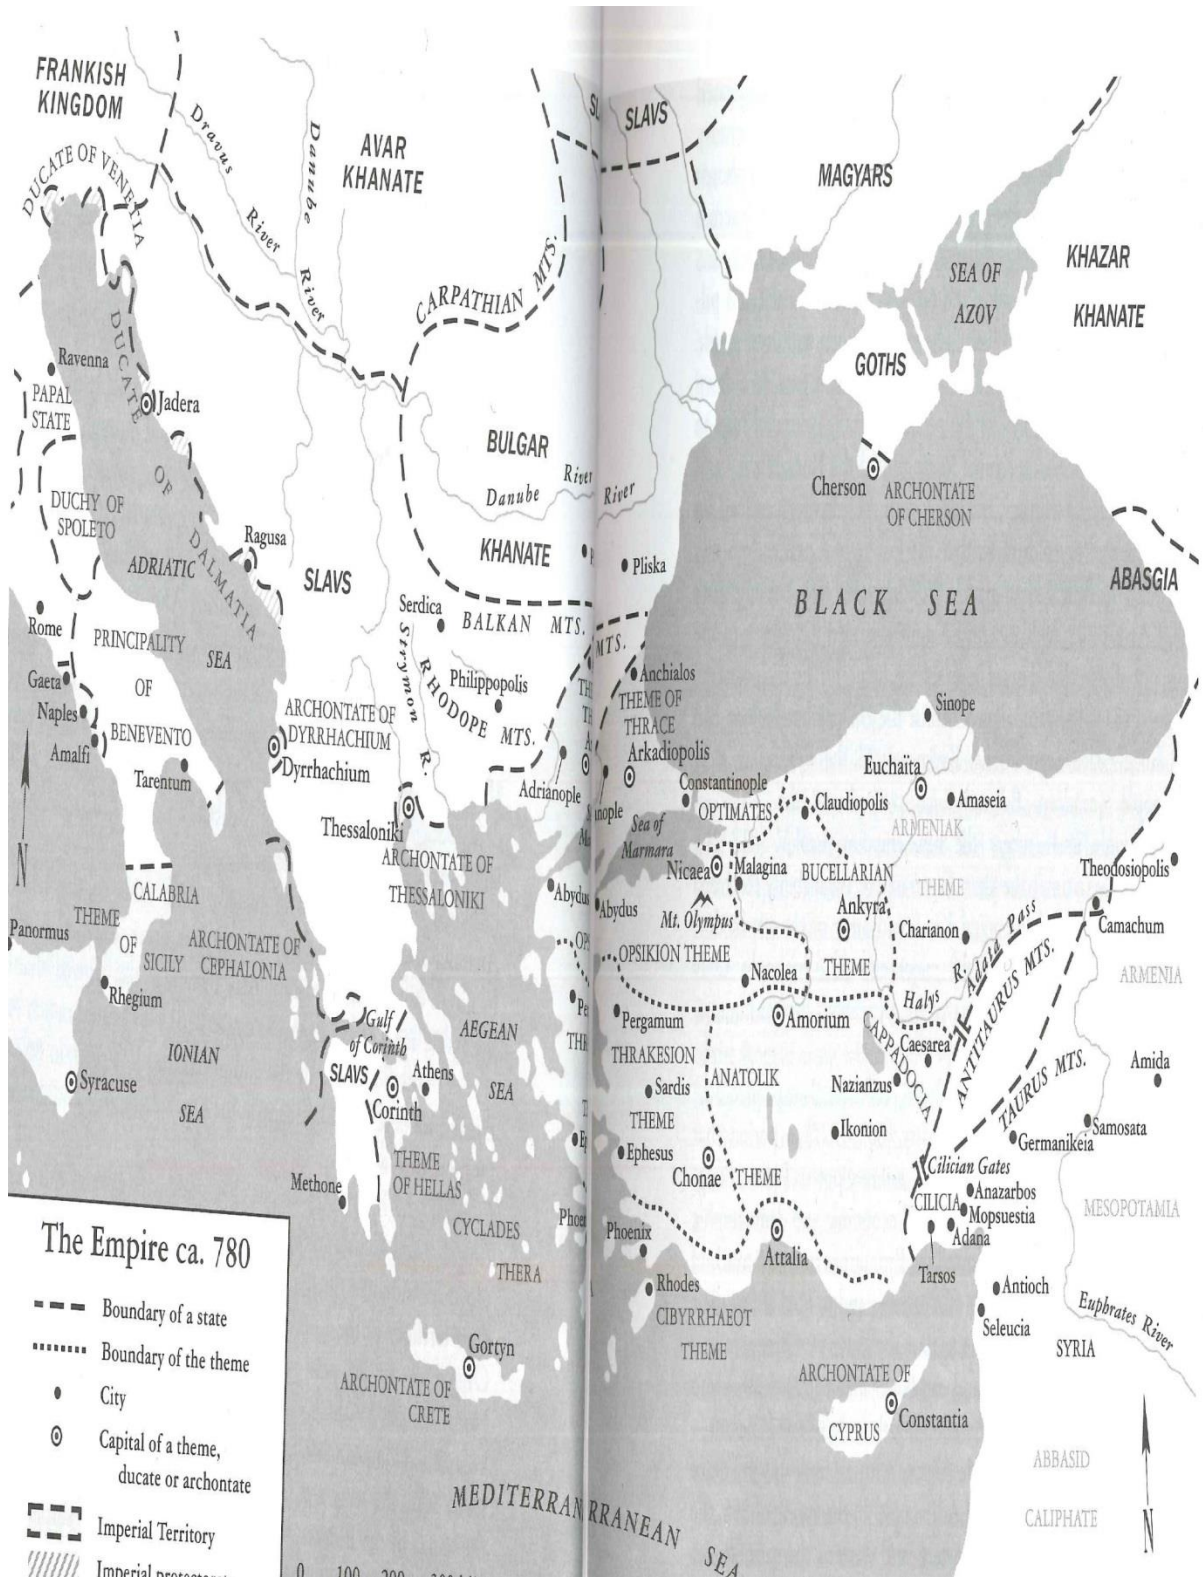 FRANKISH
KINGDOM
DUCATE OF VENETIA
Dravus
River
Danube
River
AVAR
KHANATE
CARPATHIAN MTS.
SL
SLAVS
MAGYARS
SEA OF
AZOV
KHAZAR
KHANATE
GOTHS
Ravenna
PAPAL
STATE
DUCATE
OF
DALMATIA
Jadera
DUCHY OF
SPOLETO
ADRIATIC
SEA
Ragusa
SLAVS
BULGAR
KHANATE
Danube
River
River
P
Pliska
Cherson
ARCHONTATE
OF CHERSON
ABASGIA
BLACK SEA
Serdica
BALKAN MTS.
MTS.
Strymon R.
RHODOPE MTS.
Philippopolis
Rome
Gaeta
Naples
Amalfi
PRINCIPALITY
OF
BENEVENTO
Tarentum
N
ARCHONTATE OF
DYRRHACHIUM
Dyrrhachium
Thessaloniki
ARCHONTATE OF
THESSALONIKI
Adrianople
Anchialos
THEME OF
THRACE
Arkadiopolis
Constantinople
nople
Sea of
Marmara
OPTIMATES
Sinope
Euchaïta
Amaseia
Claudiopolis
ARMENIAK
THEME
Nicaea
Malagina
BUCELLARIAN
THEME
Mt. Olympus
Ankyra
Charianon
Theodosiopolis
Camachum
ARMENIA
Abydus
Abydus
OPSIKION THEME
Nacolea
Halys R.
Adata Pass
ANTITAURUS MTS.
TAURUS MTS.
CALABRIA
THEME
OF
SICILY
Panormus
Rhegium
Syracuse
ARCHONTATE OF
CEPHALONIA
IONIAN
SEA
Gulf
of Corinth
SLAVS
Athens
Corinth
AEGEAN
SEA
THEME
OF HELLAS
Methone
CYCLADES
THERA
Pergamum
THRAKESION
THEME
Sardis
Ephesus
ANATOLIK
THEME
Amorium
Chonae
CAPPADOCIA
Caesarea
Nazianzus
Ikonion
Amida
Samosata
Germanikeia
Cilician Gates
CILICIA
Anazarbos
Mopsuestia
Adana
Tarsos
MESOPOTAMIA
Phoenix
Attalia
Rhodes
CIBYRRHAEOT
THEME
Antioch
Seleucia
Euphrates River
SYRIA
Gortyn
ARCHONTATE OF
CRETE
ARCHONTATE OF
CYPRUS
Constantia
ABBASID
CALIPHATE
N
MEDITERRAN
RRANEAN SEA
The Empire ca. 780
Boundary of a state
Boundary of the theme
City
Capital of a theme,
ducate or archontate
Imperial Territory
Imperial
0 100 200